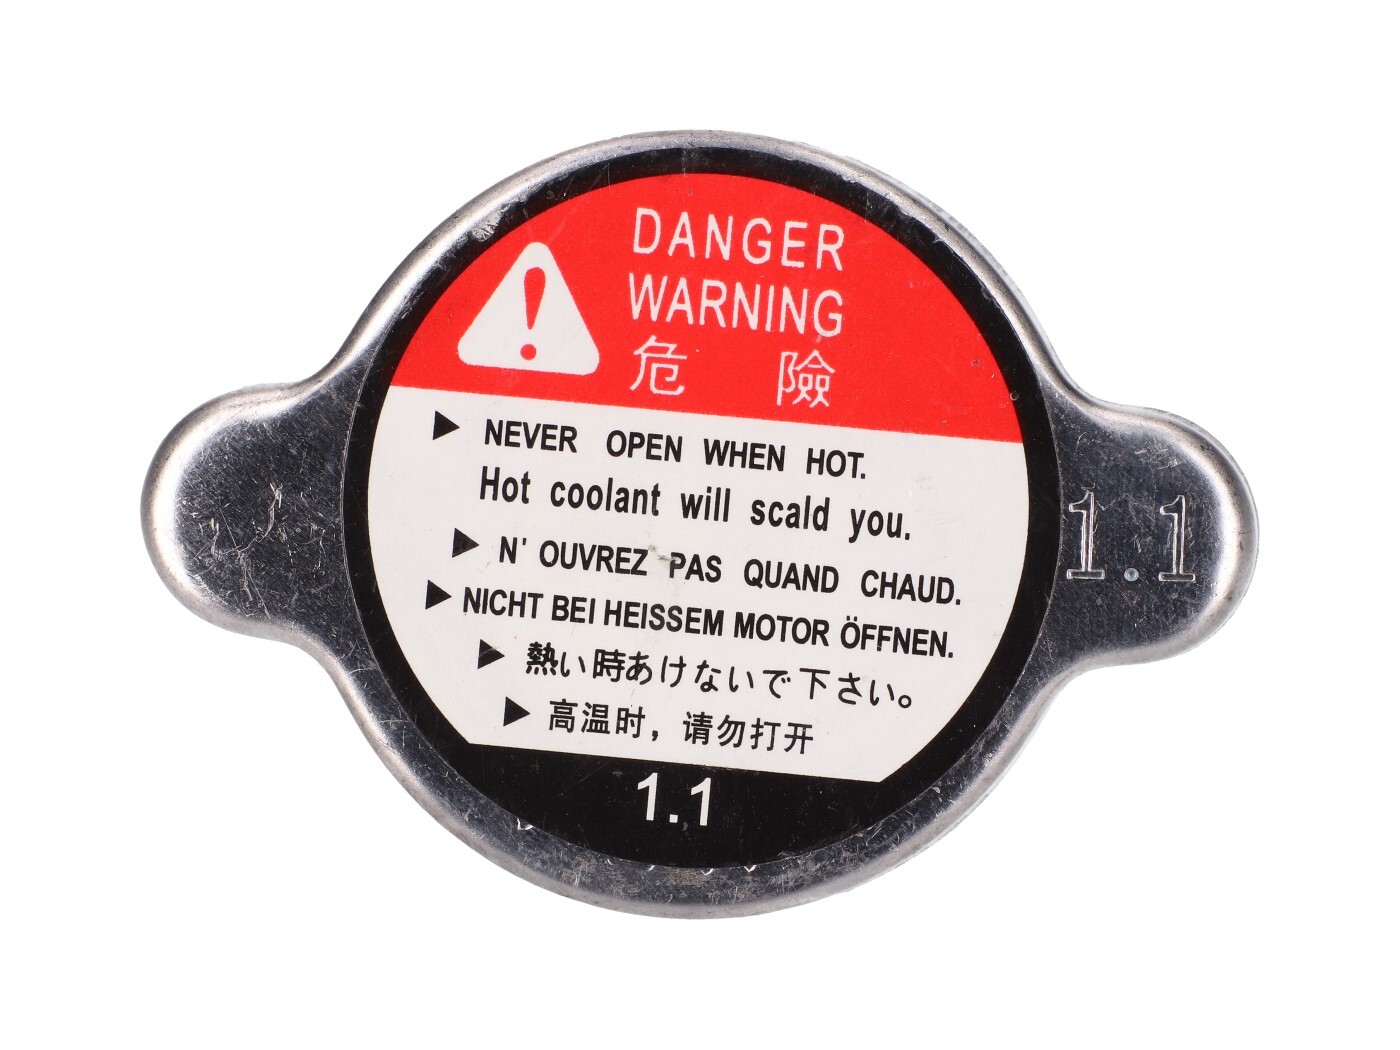 DANGER
WARNING
危 險
NEVER OPEN WHEN HOT.
Hot coolant will scald you.
N' OUVREZ PAS QUAND CHAUD.
NICHT BEI HEISSEM MOTOR ÖFFNEN.
熱い時あけないで下さい。
高温时，请勿打开
1.1
1.1